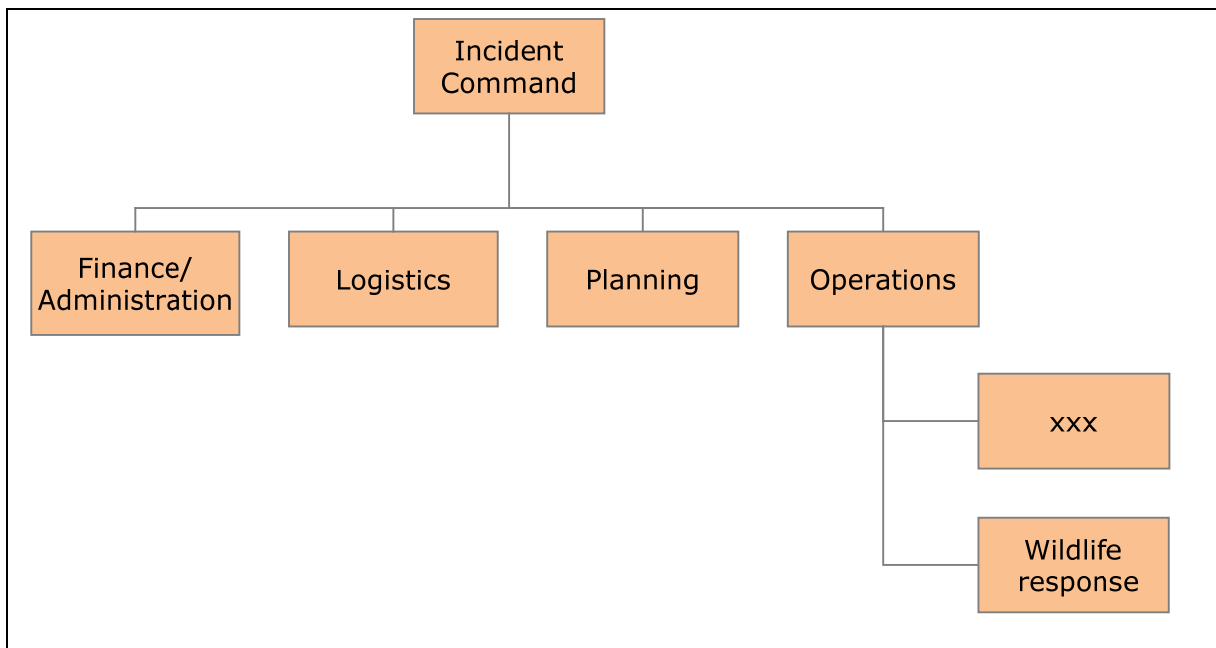 Incident
Command
Finance/
Administration
Logistics
Planning
Operations
xxx
Wildlife
response